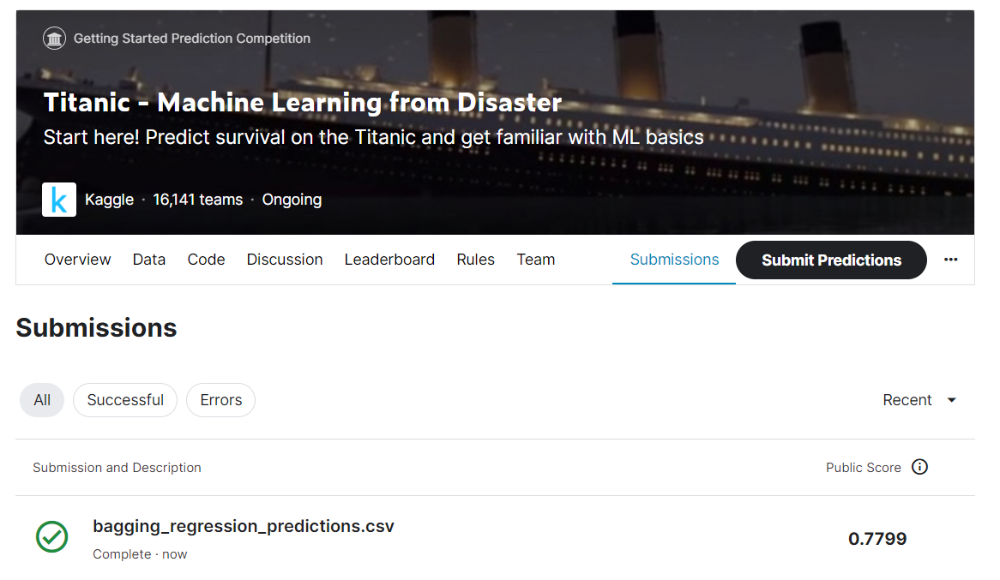 Getting Started Prediction Competition
Titanic - Machine Learning from Disaster
Start here! Predict survival on the Titanic and get familiar with ML basics
k Kaggle · 16,141 teams · Ongoing
Overview Data Code Discussion Leaderboard Rules Team Submissions Submit Predictions ...
Submissions
All Successful Errors Recent
Submission and Description Public Score
bagging_regression_predictions.csv 0.7799
Complete · now